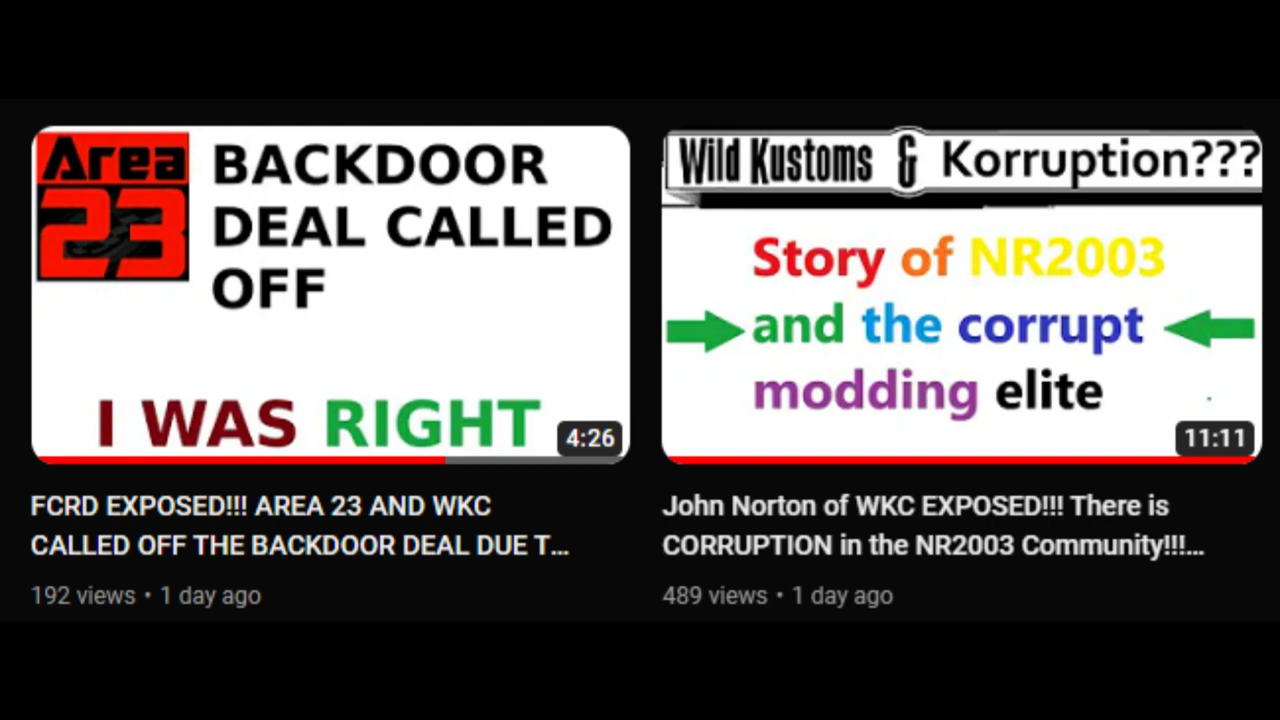 Area
23
BACKDOOR
DEAL CALLED
OFF
I WAS RIGHT
4:26
FCRD EXPOSED!!! AREA 23 AND WKC
CALLED OFF THE BACKDOOR DEAL DUE T...
192 views • 1 day ago
Wild Kustoms & Korruption???
Story of NR2003
and the corrupt
modding elite
11:11
John Norton of WKC EXPOSED!!! There is
CORRUPTION in the NR2003 Community!!!...
489 views • 1 day ago